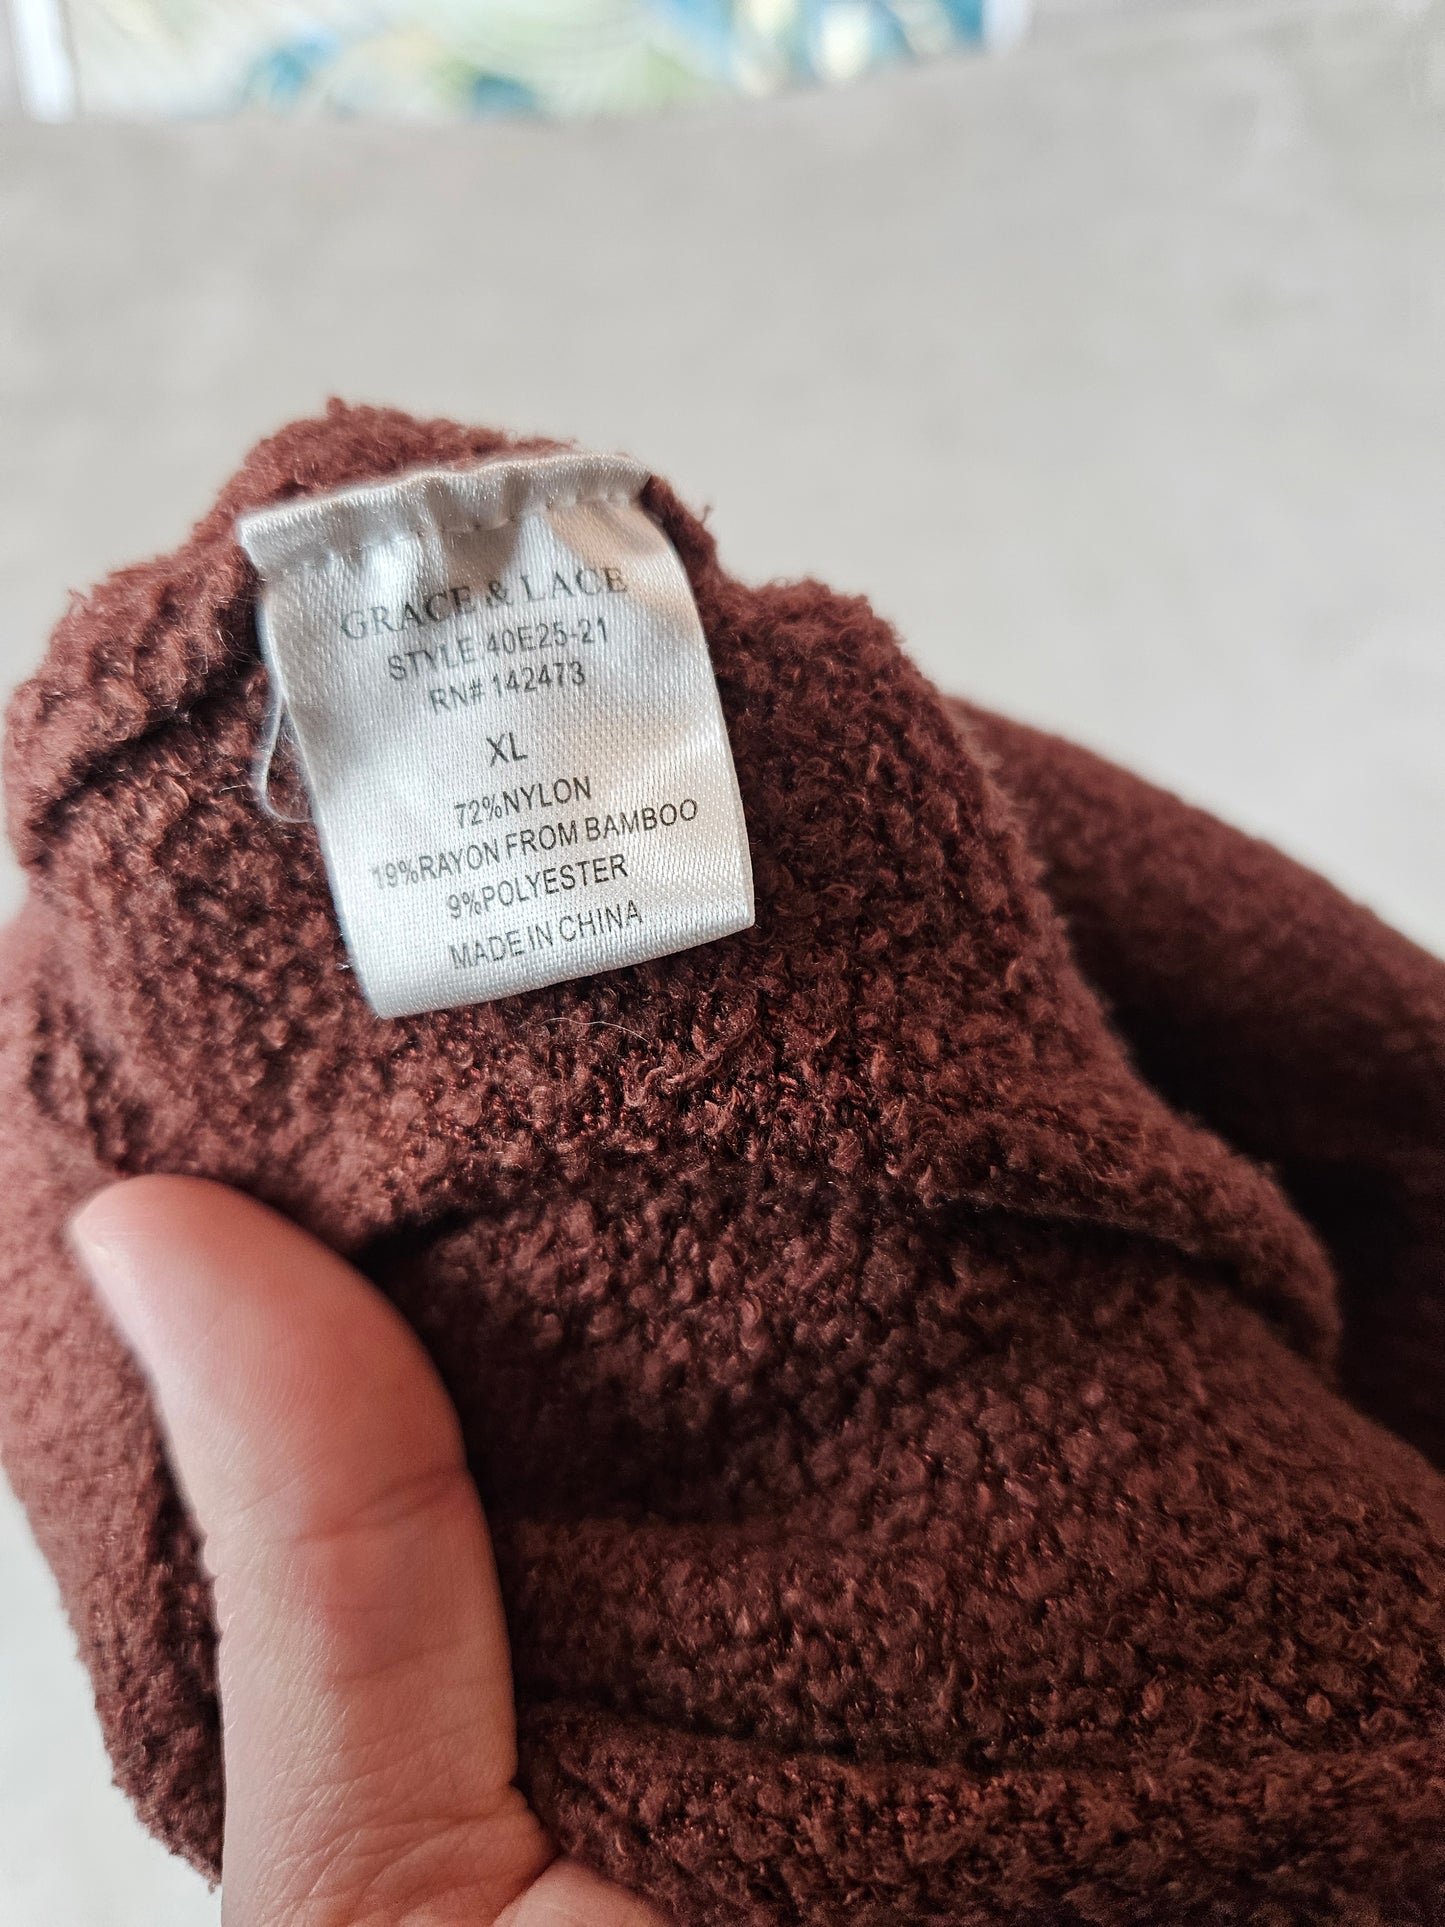 GRACE & LACE
STYLE 40E25-21
RN# 142473
XL
72%NYLON
19%RAYON FROM BAMBOO
9%POLYESTER
MADE IN CHINA